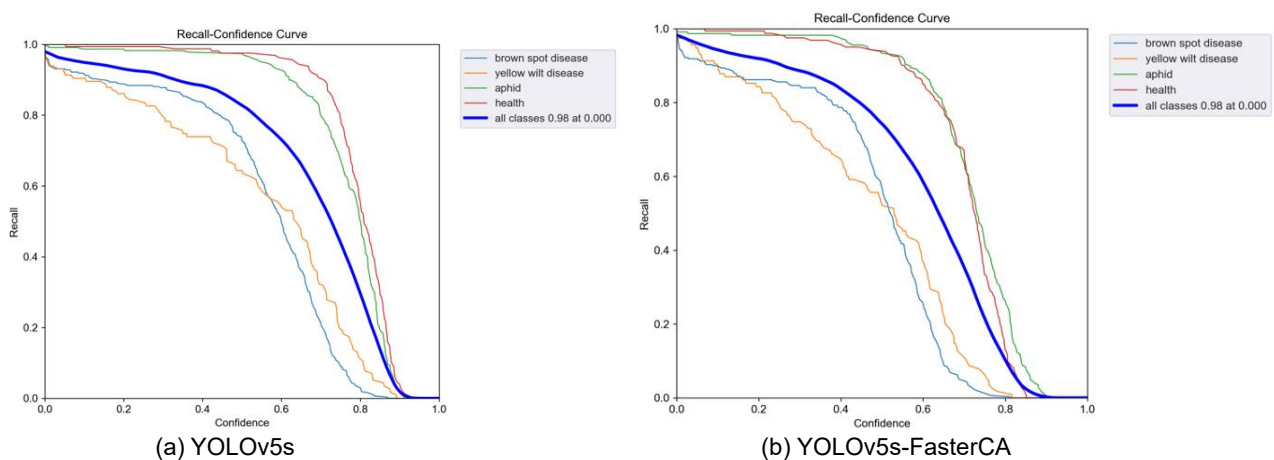 Recall-Confidence Curve
1.0
0.8
0.6
0.4
0.2
0.0
Recall
0.0 0.2 0.4 0.6 0.8 1.0
Confidence
brown spot disease
yellow wilt disease
aphid
health
all classes 0.98 at 0.000
(a) YOLOv5s
Recall-Confidence Curve
1.0
0.8
0.6
0.4
0.2
0.0
Recall
0.0 0.2 0.4 0.6 0.8 1.0
Confidence
brown spot disease
yellow wilt disease
aphid
health
all classes 0.98 at 0.000
(b) YOLOv5s-FasterCA